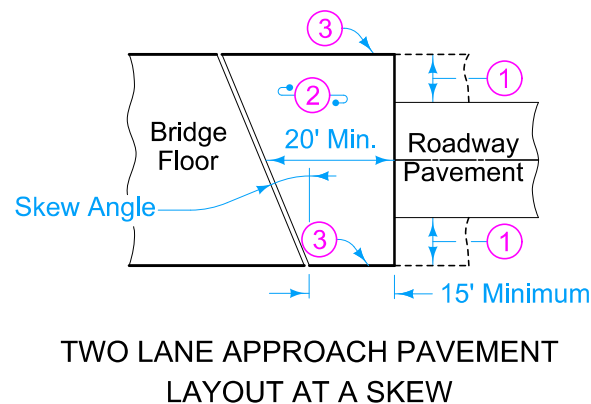 3
1
2
Bridge
Floor
20' Min.
Roadway
Pavement
Skew Angle
3
1
15' Minimum
TWO LANE APPROACH PAVEMENT
LAYOUT AT A SKEW